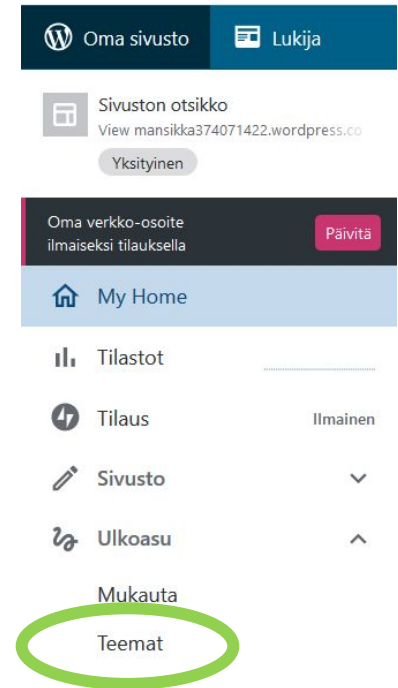 Oma sivusto Lukija
Sivuston otsikko
View mansikka374071422.wordpress.co
Yksityinen
Oma verkko-osoite
ilmaiseksi tilauksella
Päivitä
My Home
Tilastot
Tilaus Ilmainen
Sivusto
Ulkoasu
Mukauta
Teemat